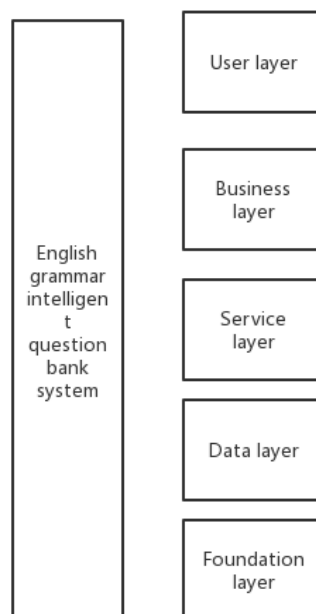 English
grammar
intelligen
t
question
bank
system
User layer
Business
layer
Service
layer
Data layer
Foundation
layer